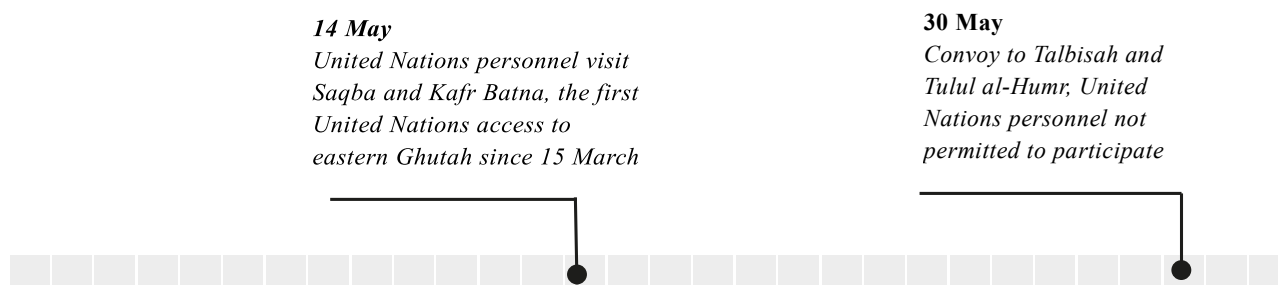 14 May
United Nations personnel visit
Saqba and Kafr Batna, the first
United Nations access to
eastern Ghutah since 15 March
30 May
Convoy to Talbisah and
Tulul al-Humr, United
Nations personnel not
permitted to participate